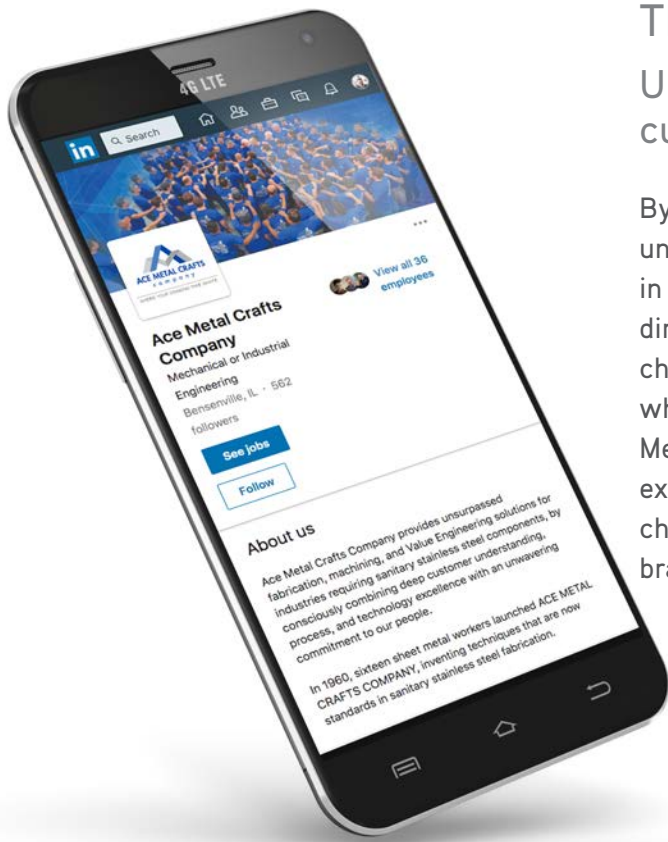 4G LTE
in Search
ACE METAL CRAFTS
company
Ace Metal Crafts
Company
View all 36
employees
Mechanical or Industrial
Engineering
Bensenville, IL · 562
followers
See jobs
Follow
About us
Ace Metal Crafts Company provides unsurpassed
fabrication, machining, and Value Engineering solutions for
industries requiring sanitary stainless steel components, by
consciously combining deep customer understanding,
process, and technology excellence with an unwavering
commitment to our people.
In 1960, sixteen sheet metal workers launched ACE METAL
CRAFTS COMPANY, inventing techniques that are now
standards in sanitary stainless steel fabrication.
T
U
cu
By
un
in
dir
ch
wh
Me
ex
ch
bra